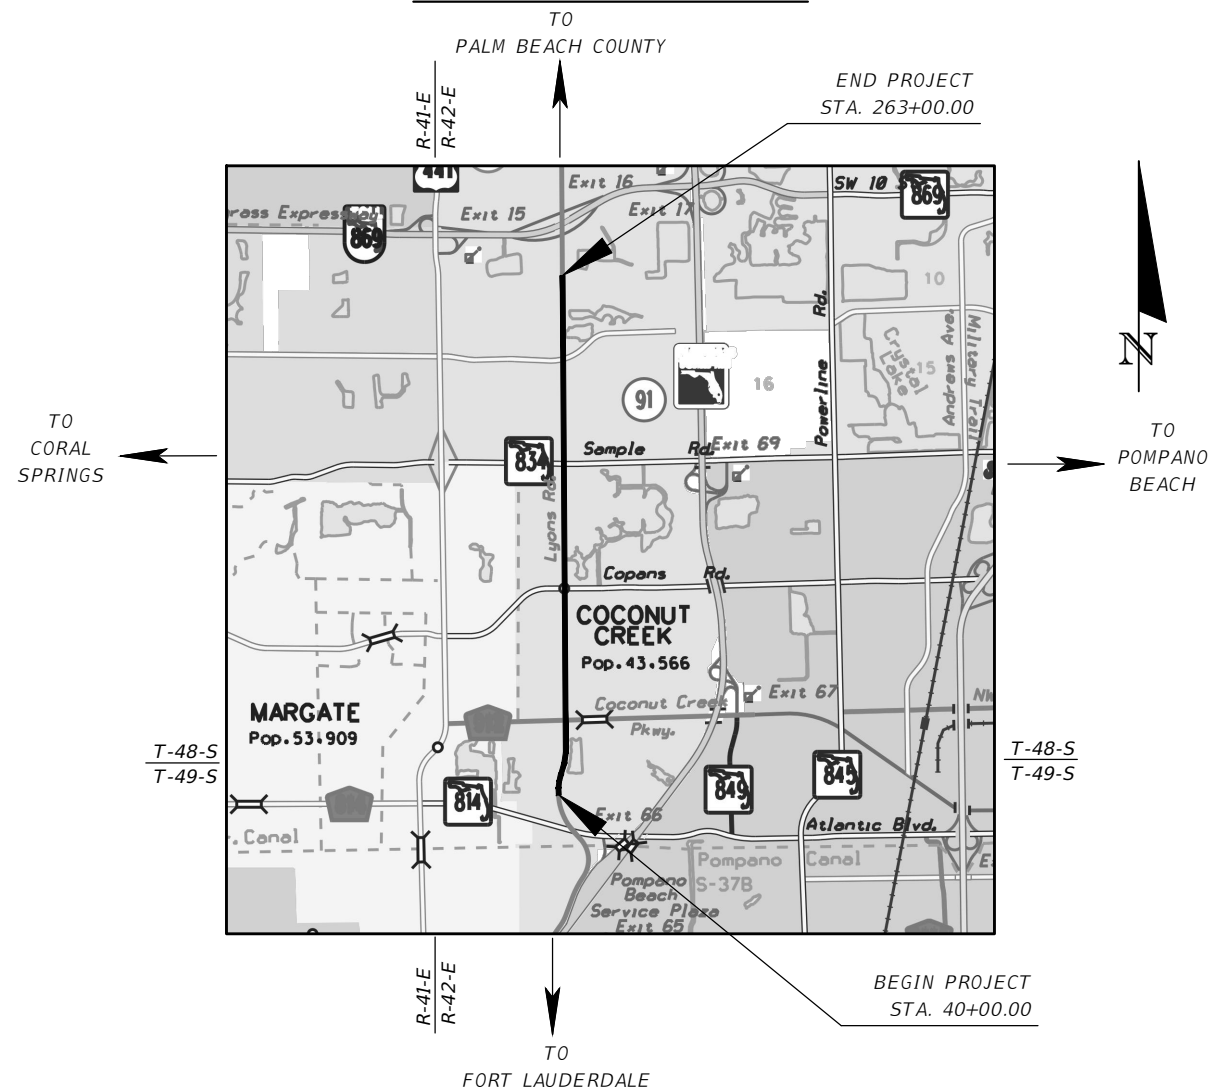 TO
PALM BEACH COUNTY
END PROJECT
STA. 263+00.00
R-41-E
R-42-E
441
Exit 16
SW 10
869
rass Expressway
869
Exit 15
Exit 17
10
Rd.
Andrews Ave.
Military Trail
Crystal
Lake
15
16
91
Powerline
N
TO
CORAL
SPRINGS
834
Sample Rd.
Exit 69
TO
POMPANO
BEACH
Lyons Rd.
Copans Rd.
COCONUT
CREEK
Pop. 43,566
MARGATE
Pop. 53,909
Coconut Creek
Pkwy.
Exit 67
NW
T-48-S
T-49-S
T-48-S
T-49-S
814
849
845
Exit 66
Atlantic Blvd.
. Canal
Pompano Canal
S-37B
Pompano
Beach
Service Plaza
Exit 65
E
R-41-E
R-42-E
BEGIN PROJECT
STA. 40+00.00
TO
FORT LAUDERDALE